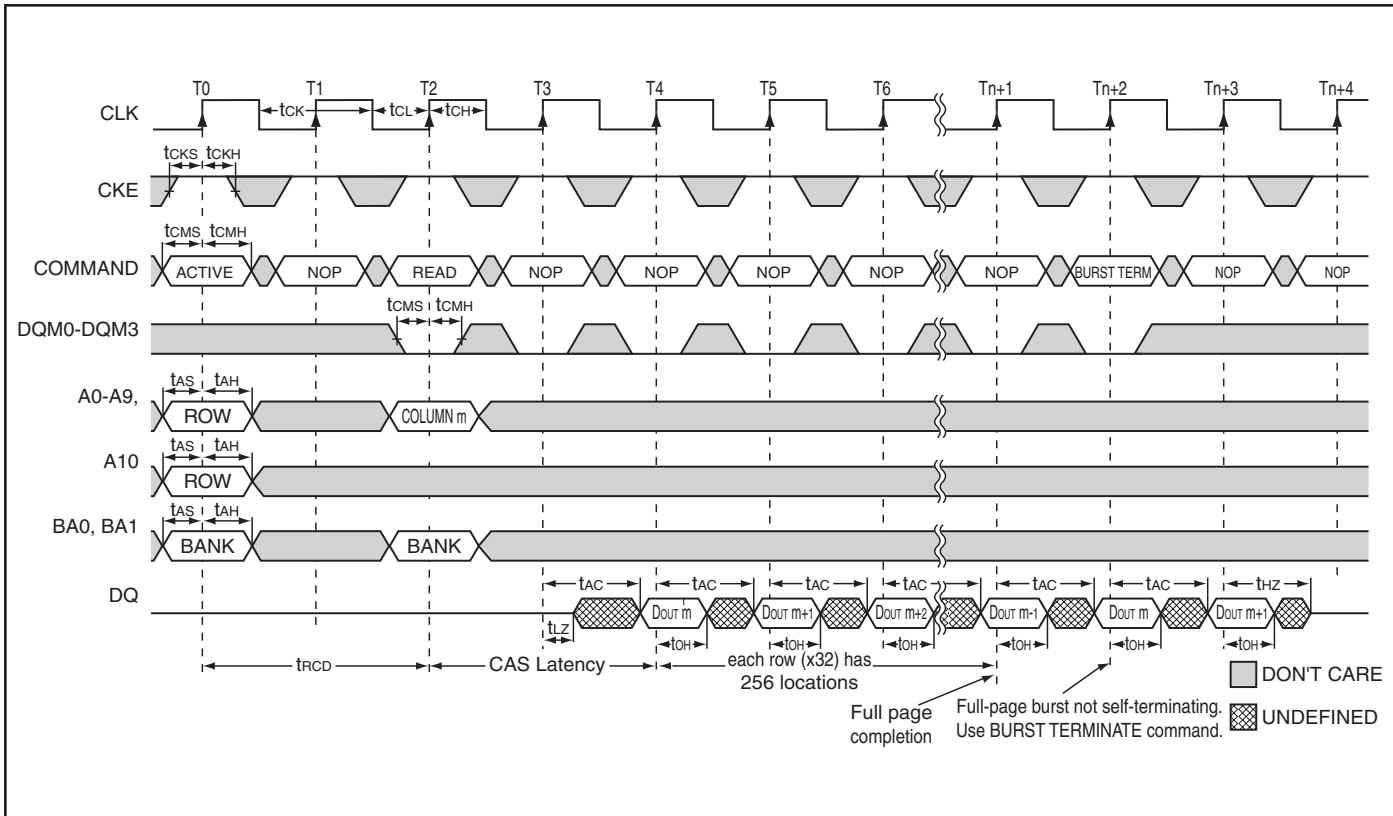 T0 T1 T2 T3 T4 T5 T6 Tn+1 Tn+2 Tn+3 Tn+4
CLK tCK tCL tCH
tCKS tCKH
CKE
tCMS tCMH
COMMAND ACTIVE NOP READ NOP NOP NOP NOP NOP BURST TERM NOP NOP
tCMS tCMH
DQM0-DQM3
tAS tAH
A0-A9, ROW COLUMN m
tAS tAH
A10 ROW
tAS tAH
BA0, BA1 BANK BANK
tAC tAC tAC tAC tAC tAC tHZ
DQ DOUT m DOUT m+1 DOUT m+2 DOUT m-1 DOUT m DOUT m+1
tLZ tOH tOH tOH tOH tOH tOH
tRCD CAS Latency each row (x32) has
256 locations
Full page
completion
Full-page burst not self-terminating.
Use BURST TERMINATE command.
DON'T CARE
UNDEFINED